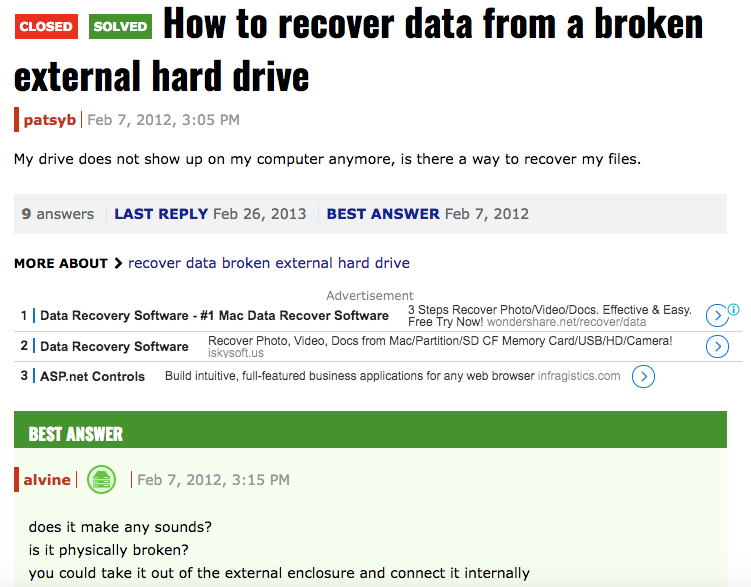 CLOSED SOLVED How to recover data from a broken
external hard drive
patsyb Feb 7, 2012, 3:05 PM
My drive does not show up on my computer anymore, is there a way to recover my files.
9 answers LAST REPLY Feb 26, 2013 BEST ANSWER Feb 7, 2012
MORE ABOUT > recover data broken external hard drive
Advertisement
1 Data Recovery Software - #1 Mac Data Recover Software 3 Steps Recover Photo/Video/Docs. Effective & Easy.
Free Try Now! wondershare.net/recover/data
2 Data Recovery Software Recover Photo, Video, Docs from Mac/Partition/SD CF Memory Card/USB/HD/Camera!
iskysoft.us
3 ASP.net Controls Build intuitive, full-featured business applications for any web browser infragistics.com
BEST ANSWER
alvine Feb 7, 2012, 3:15 PM
does it make any sounds?
is it physically broken?
you could take it out of the external enclosure and connect it internally